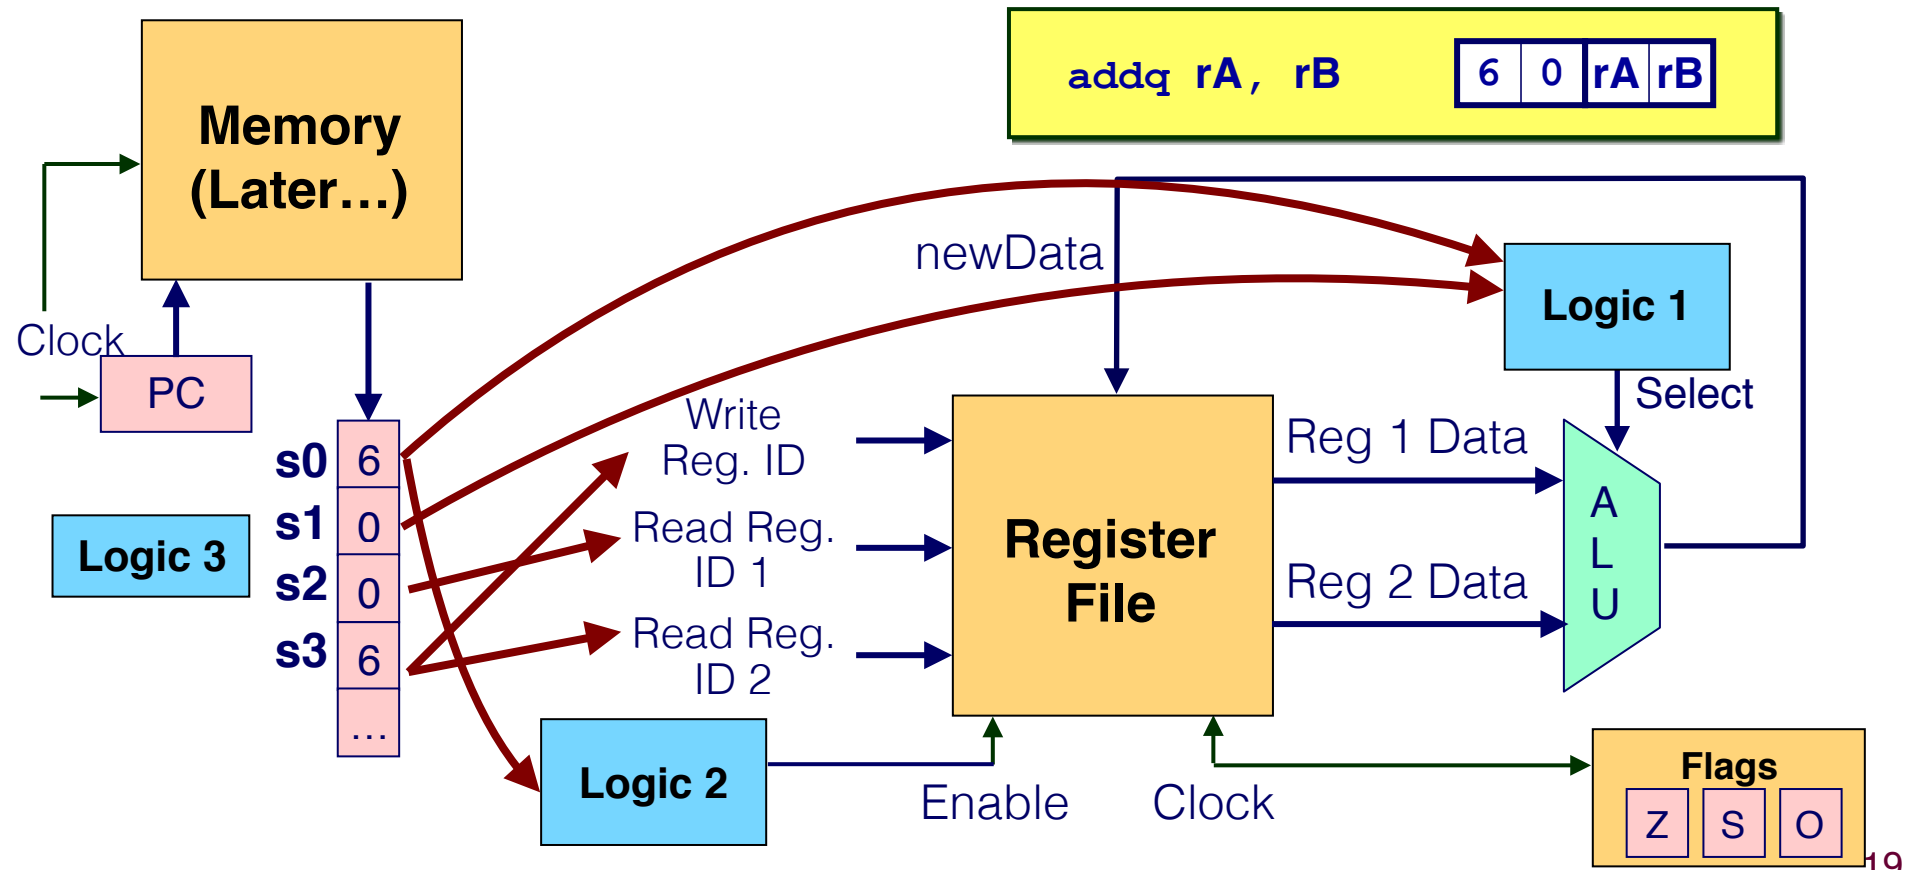 addq rA, rB
6 0 rA rB
Memory
(Later…)
newData
Logic 1
Clock
PC
Select
Write
Reg. ID
Reg 1 Data
s0 6
s1 0
s2 0
s3 6
…
Logic 3
Read Reg.
ID 1
Register
File
A
L
U
Reg 2 Data
Read Reg.
ID 2
Logic 2
Enable
Clock
Flags
Z S O
19